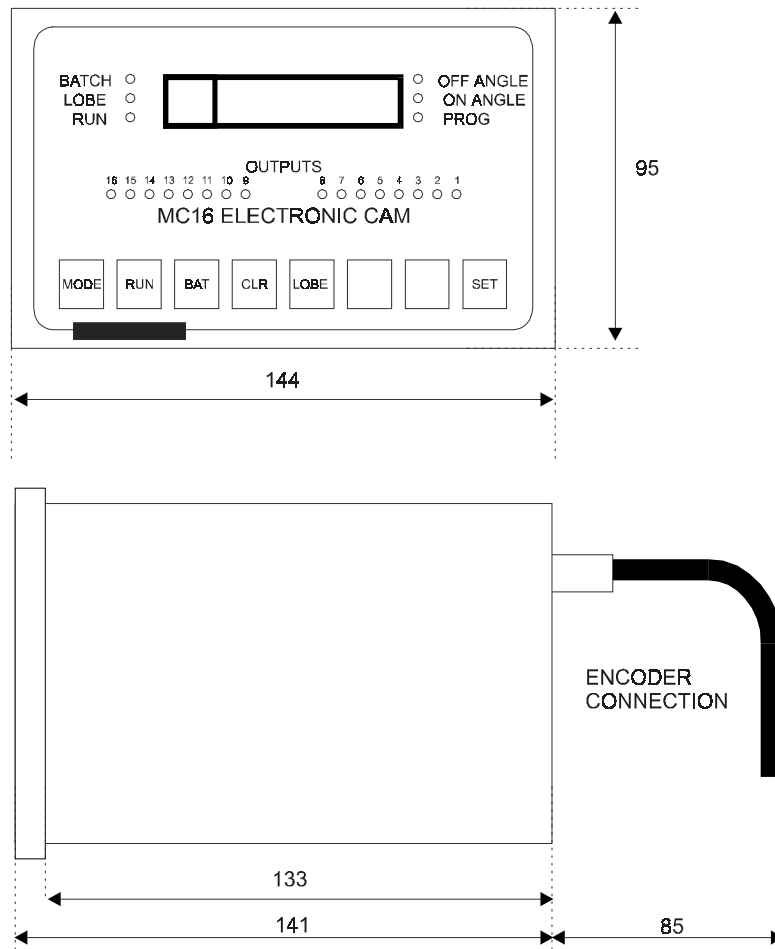 BATCH OFF ANGLE
LOBE ON ANGLE
RUN PROG
OUTPUTS
16 15 14 13 12 11 10 9 8 7 6 5 4 3 2 1
MC16 ELECTRONIC CAM
MODE RUN BAT CLR LOBE SET
95
144
ENCODER
CONNECTION
133
141 85